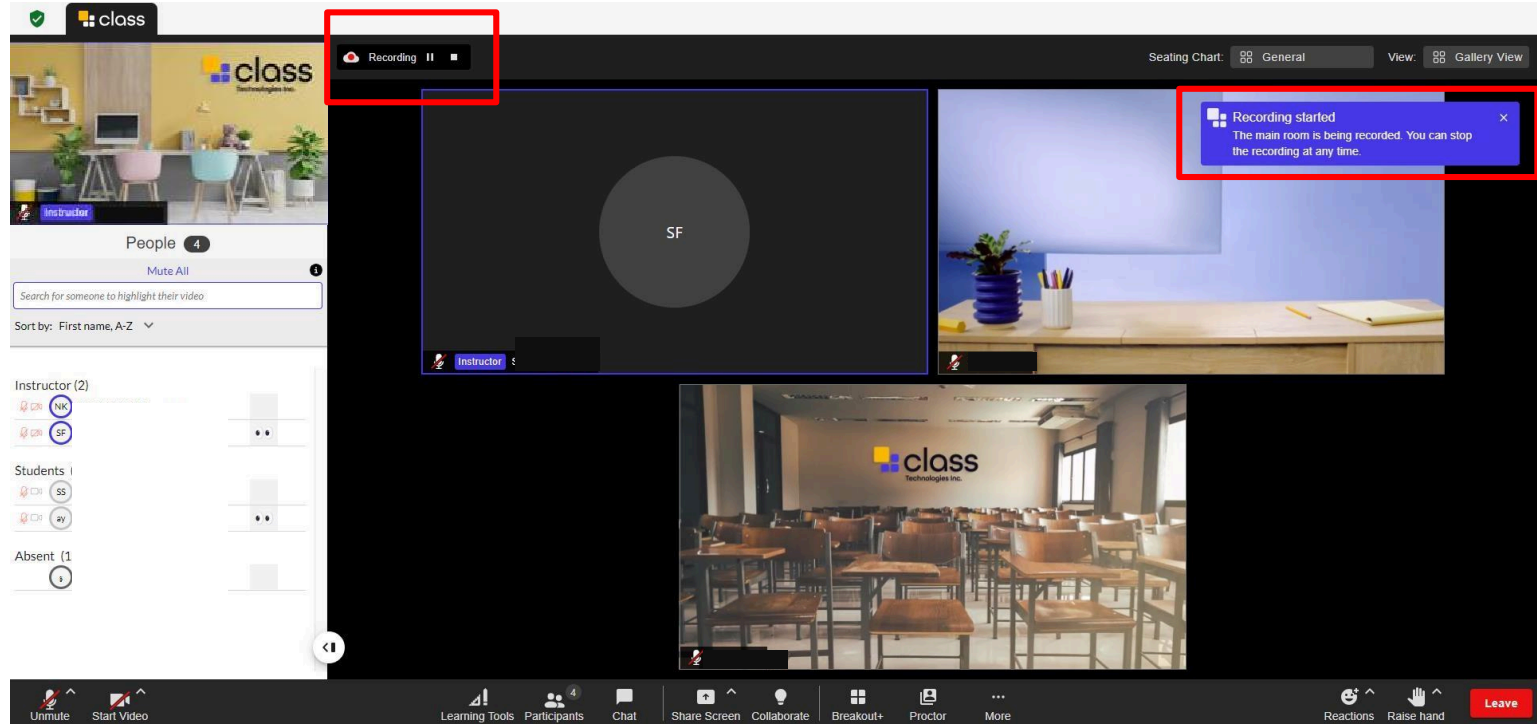 class
class
Technologies Inc.
Instructor
People 4
Mute All
Search for someone to highlight their video
Sort by: First name, A-Z
Instructor (2)
NK
SF
Students (
SS
ay
Absent (1
Recording
Seating Chart: General View: Gallery View
Recording started
The main room is being recorded. You can stop
the recording at any time.
SF
Instructor S
class
Technologies Inc.
Unmute Start Video Learning Tools Participants 4 Chat Share Screen Collaborate Breakout+ Proctor More Reactions Raise hand Leave